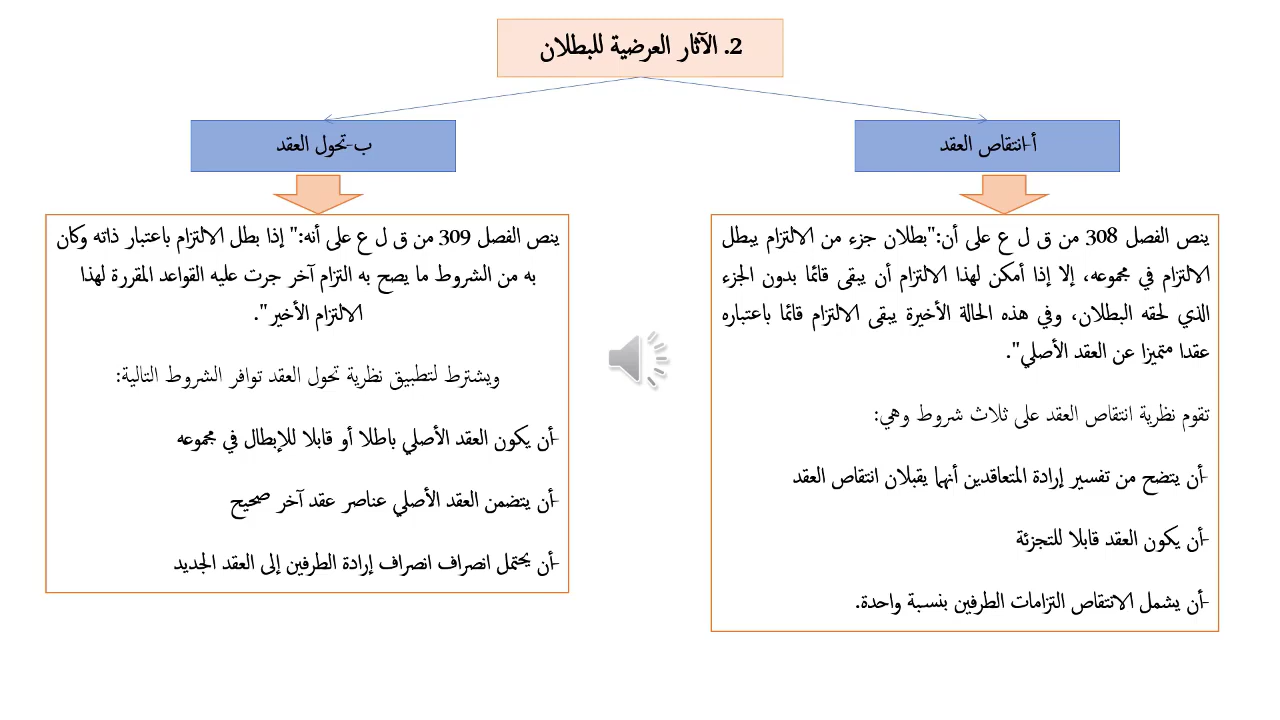 2. الآثار العرضية للبطلان
أ-انتقاص العقد
ينص الفصل 308 من ق ل ع على أن:"بطلان جزء من الالتزام يبطل
الالتزام في مجموعه، إلا إذا أمكن لهذا الالتزام أن يبقى قائما بدون الجزء
الذي لحقه البطلان، وفي هذه الحالة الأخيرة يبقى الالتزام قائما باعتباره
عقدا متميزا عن العقد الأصلي".
تقوم نظرية انتقاص العقد على ثلاث شروط وهي:
-أن يتضح من تفسير إرادة المتعاقدين أنهما يقبلان انتقاص العقد
-أن يكون العقد قابلا للتجزئة
-أن يشمل الانتقاص التزامات الطرفين بنسبة واحدة.
ب-تحول العقد
ينص الفصل 309 من ق ل ع على أنه:" إذا بطل الالتزام باعتبار ذاته وكان
به من الشروط ما يصح به التزام آخر جرت عليه القواعد المقررة لهذا
الالتزام الأخير".
ويشترط لتطبيق نظرية تحول العقد توافر الشروط التالية:
-أن يكون العقد الأصلي باطلا أو قابلا للإبطال في مجموعه
-أن يتضمن العقد الأصلي عناصر عقد آخر صحيح
-أن يحتمل انصراف انصراف إرادة الطرفين إلى العقد الجديد